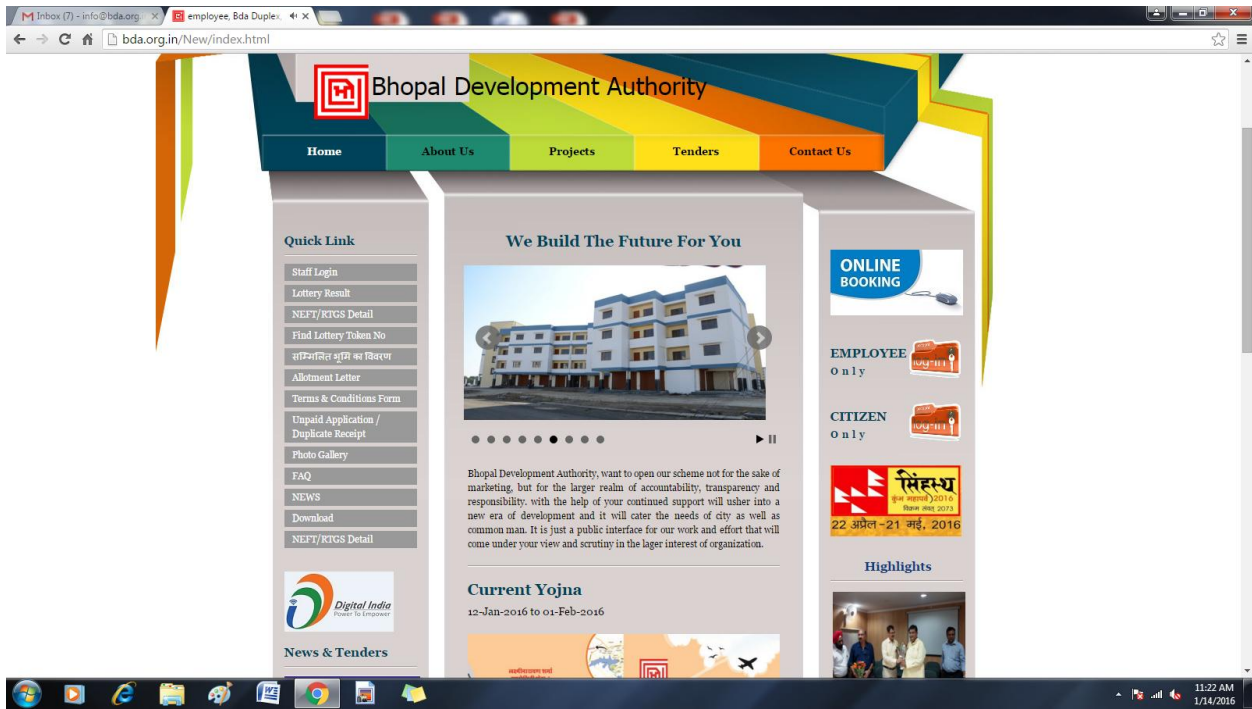 Inbox (7) - info@bda.org.
employee, Bda Duplex,
bda.org.in/New/index.html
Bhopal Development Authority
Home
About Us
Projects
Tenders
Contact Us
Quick Link
Staff Login
Lottery Result
NEFT/RTGS Detail
Find Lottery Token No
सम्मिलित भूमि का विवरण
Allotment Letter
Terms & Conditions Form
Unpaid Application /
Duplicate Receipt
Photo Gallery
FAQ
NEWS
Download
NEFT/RTGS Detail
Digital India
Power To Empower
News & Tenders
We Build The Future For You
Bhopal Development Authority, want to open our scheme not for the sake of
marketing, but for the larger realm of accountability, transparency and
responsibility. with the help of your continued support will usher into a
new era of development and it will cater the needs of city as well as
common man. It is just a public interface for our work and effort that will
come under your view and scrutiny in the lager interest of organization.
Current Yojna
12-Jan-2016 to 01-Feb-2016
ONLINE
BOOKING
EMPLOYEE
Only
log-in
CITIZEN
Only
log-in
सिंहस्थ
कुंभ महापर्व 2016
विक्रम संवत् 2073
22 अप्रैल -21 मई, 2016
Highlights
11:22 AM
1/14/2016